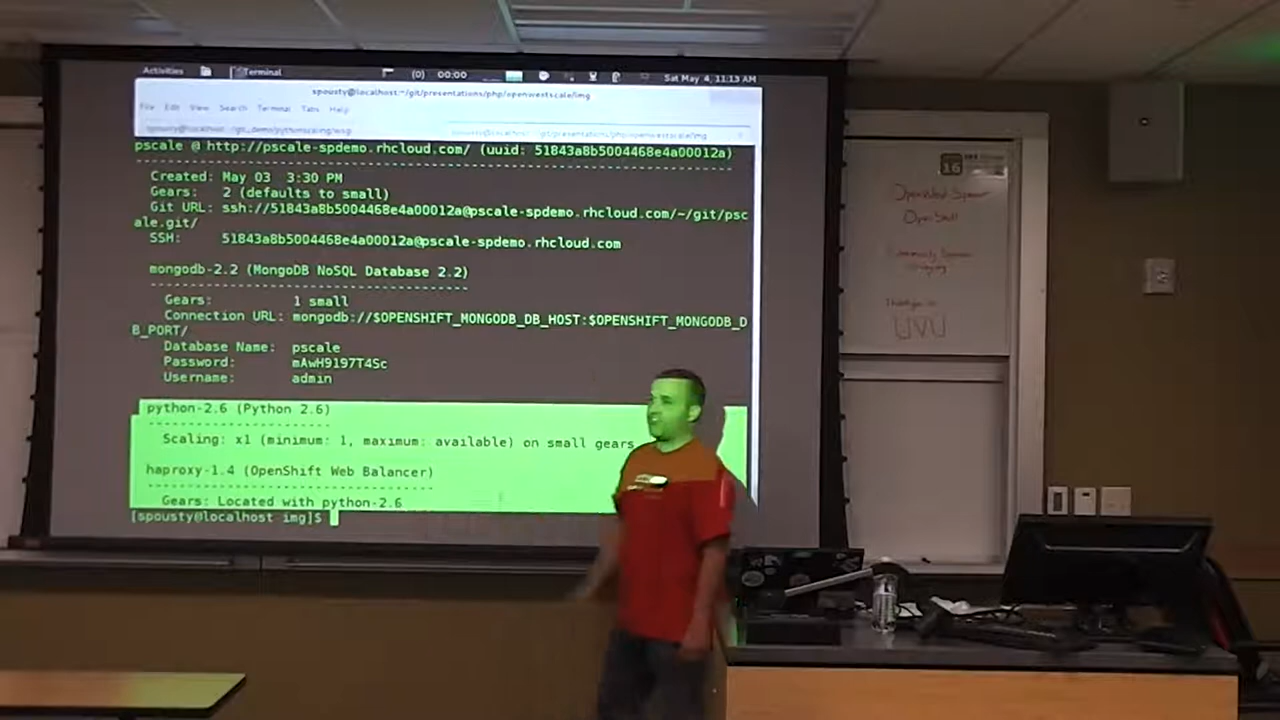 Activities Terminal (0) 00:00 Sat May 4, 11:13 AM
spousty@localhost:~/git/presentations/php/openwestscale/img
File Edit View Search Terminal Tabs Help
pscale @ http://pscale-spdemo.rhcloud.com/ (uuid: 51843a8b5004468e4a00012a)
Created: May 03 3:30 PM
Gears: 2 (defaults to small)
Git URL: ssh://51843a8b5004468e4a00012a@pscale-spdemo.rhcloud.com/~/git/psc
ale.git/
SSH: 51843a8b5004468e4a00012a@pscale-spdemo.rhcloud.com
mongodb-2.2 (MongoDB NoSQL Database 2.2)
Gears: 1 small
Connection URL: mongodb://$OPENSHIFT_MONGODB_DB_HOST:$OPENSHIFT_MONGODB_D
B_PORT/
Database Name: pscale
Password: mAwH9197T4Sc
Username: admin
python-2.6 (Python 2.6)
Scaling: x1 (minimum: 1, maximum: available) on small gears
haproxy-1.4 (OpenShift Web Balancer)
Gears: Located with python-2.6
[spousty@localhost img]$
16
UVU